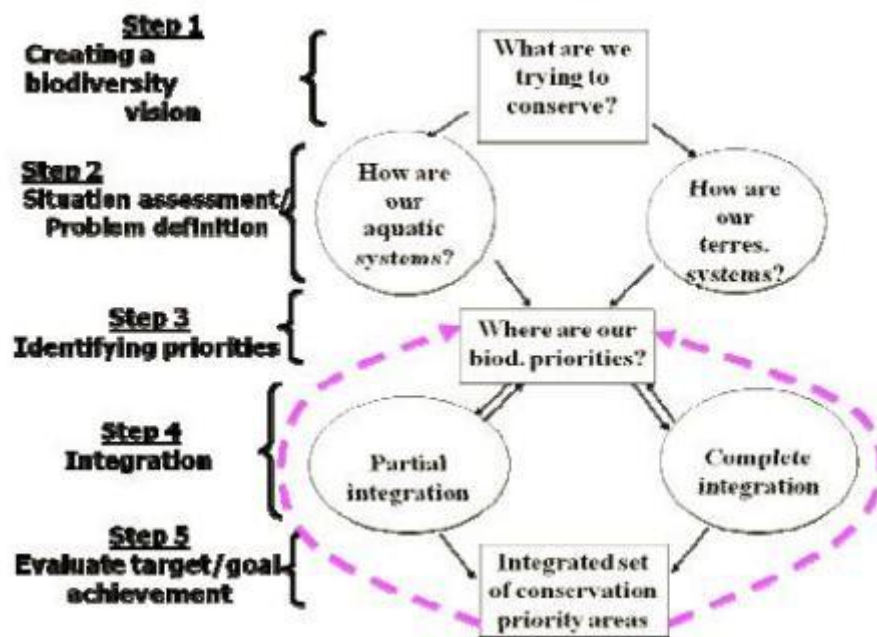 Step 1
Creating a
biodiversity
vision
What are we
trying to
conserve?
Step 2
Situation assessment/
Problem definition
How are
our
aquatic
systems?
How are
our
terres.
systems?
Step 3
Identifying priorities
Where are our
biod. priorities?
Step 4
Integration
Partial
integration
Complete
integration
Step 5
Evaluate target/goal
achievement
Integrated set
of conservation
priority areas